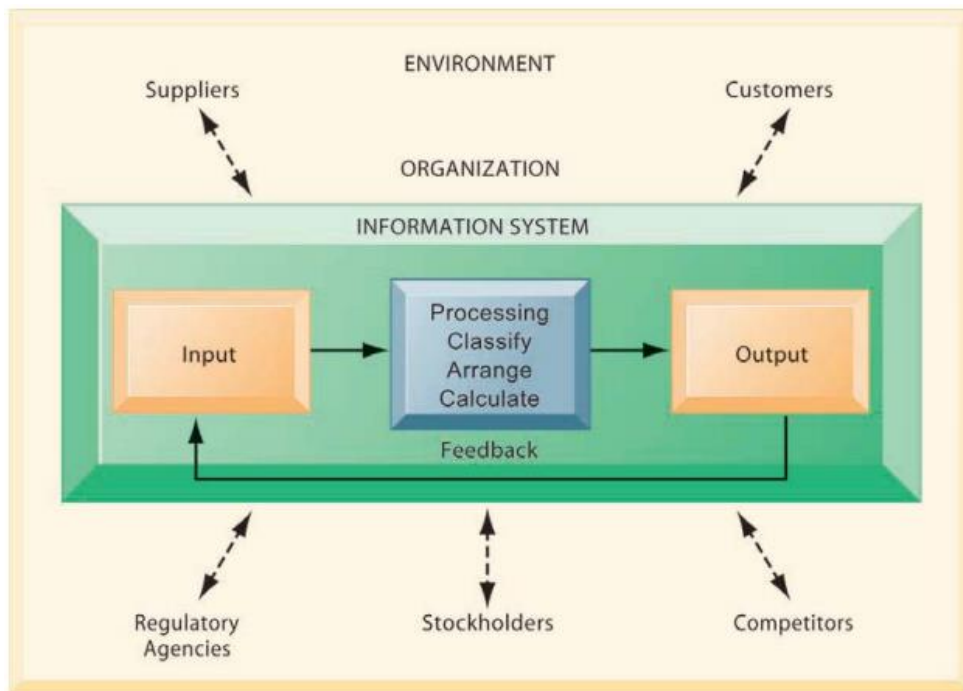 ENVIRONMENT
Suppliers
Customers
ORGANIZATION
INFORMATION SYSTEM
Input
Processing
Classify
Arrange
Calculate
Output
Feedback
Regulatory
Agencies
Stockholders
Competitors